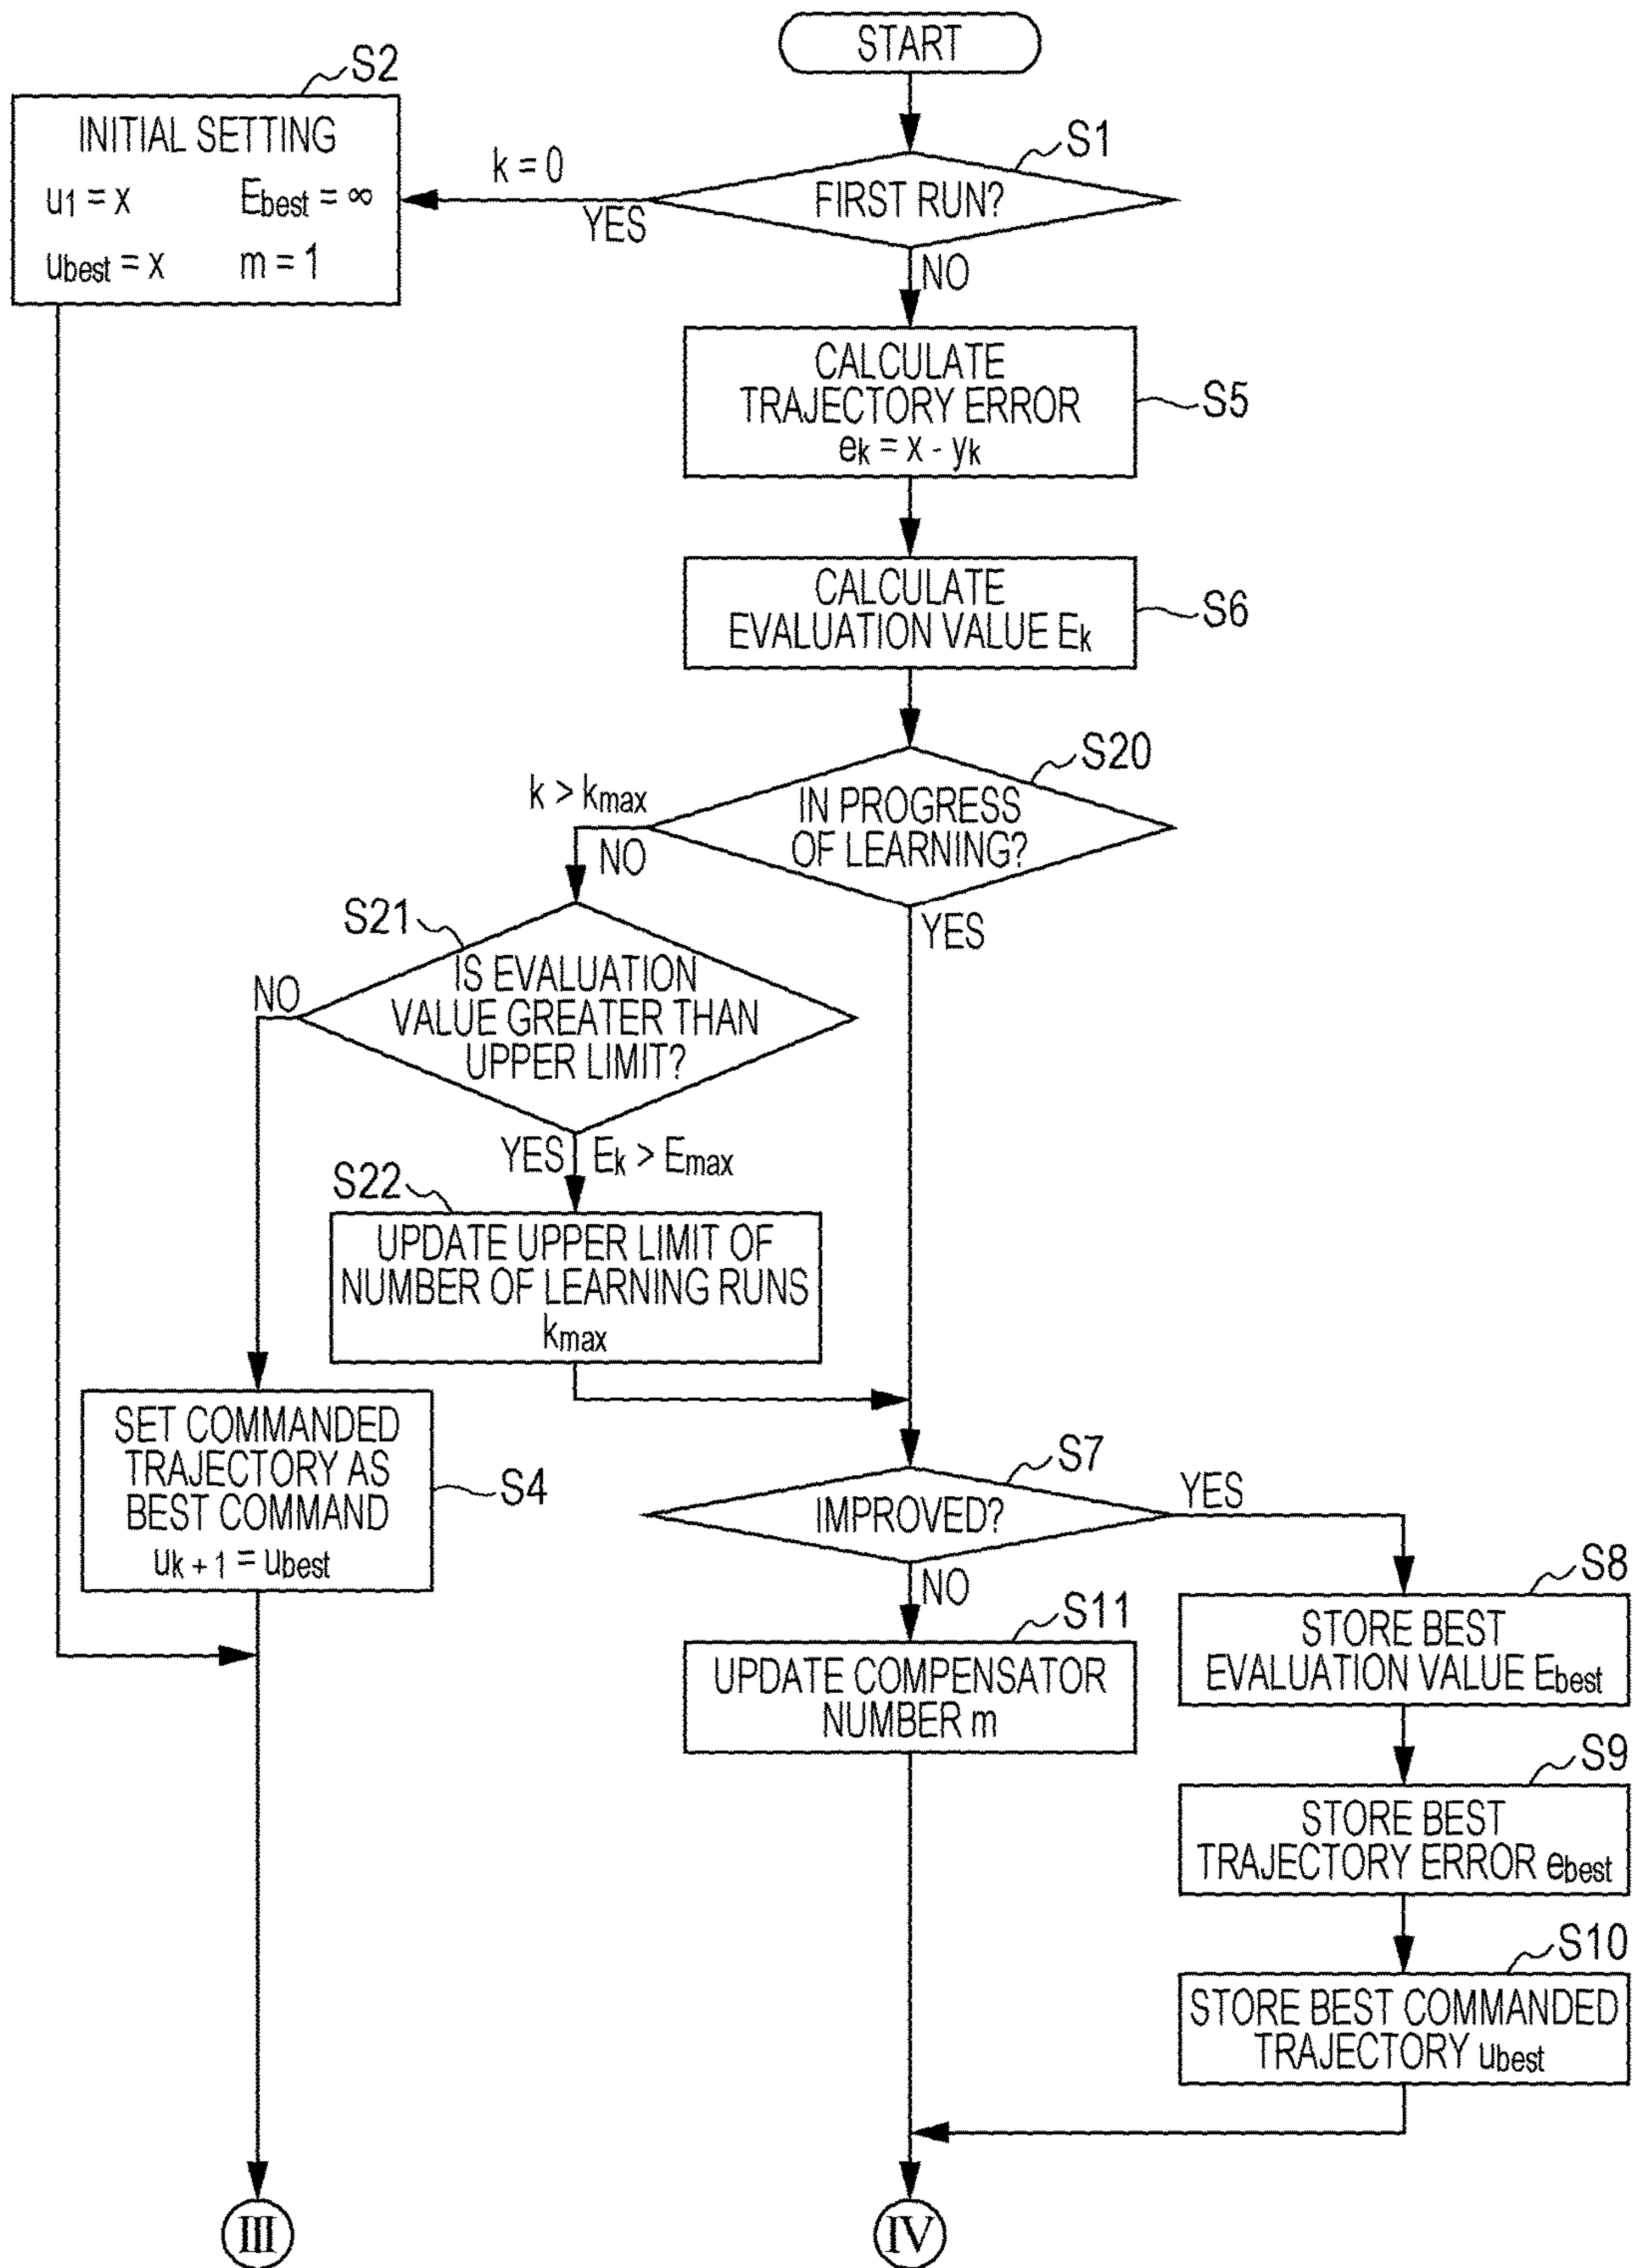 START
S1
FIRST RUN?
k = 0
YES
NO
S2
INITIAL SETTING
u1 = x Ebest = ∞
ubest = x m = 1
CALCULATE
TRAJECTORY ERROR
ek = x - yk
S5
CALCULATE
EVALUATION VALUE Ek
S6
S20
IN PROGRESS
OF LEARNING?
k > kmax
NO
YES
S21
IS EVALUATION
VALUE GREATER THAN
UPPER LIMIT?
NO
YES Ek > Emax
S22
UPDATE UPPER LIMIT OF
NUMBER OF LEARNING RUNS
kmax
SET COMMANDED
TRAJECTORY AS
BEST COMMAND
uk + 1 = ubest
S4
S7
IMPROVED?
YES
NO
S11
UPDATE COMPENSATOR
NUMBER m
S8
STORE BEST
EVALUATION VALUE Ebest
S9
STORE BEST
TRAJECTORY ERROR ebest
S10
STORE BEST COMMANDED
TRAJECTORY ubest
III
IV